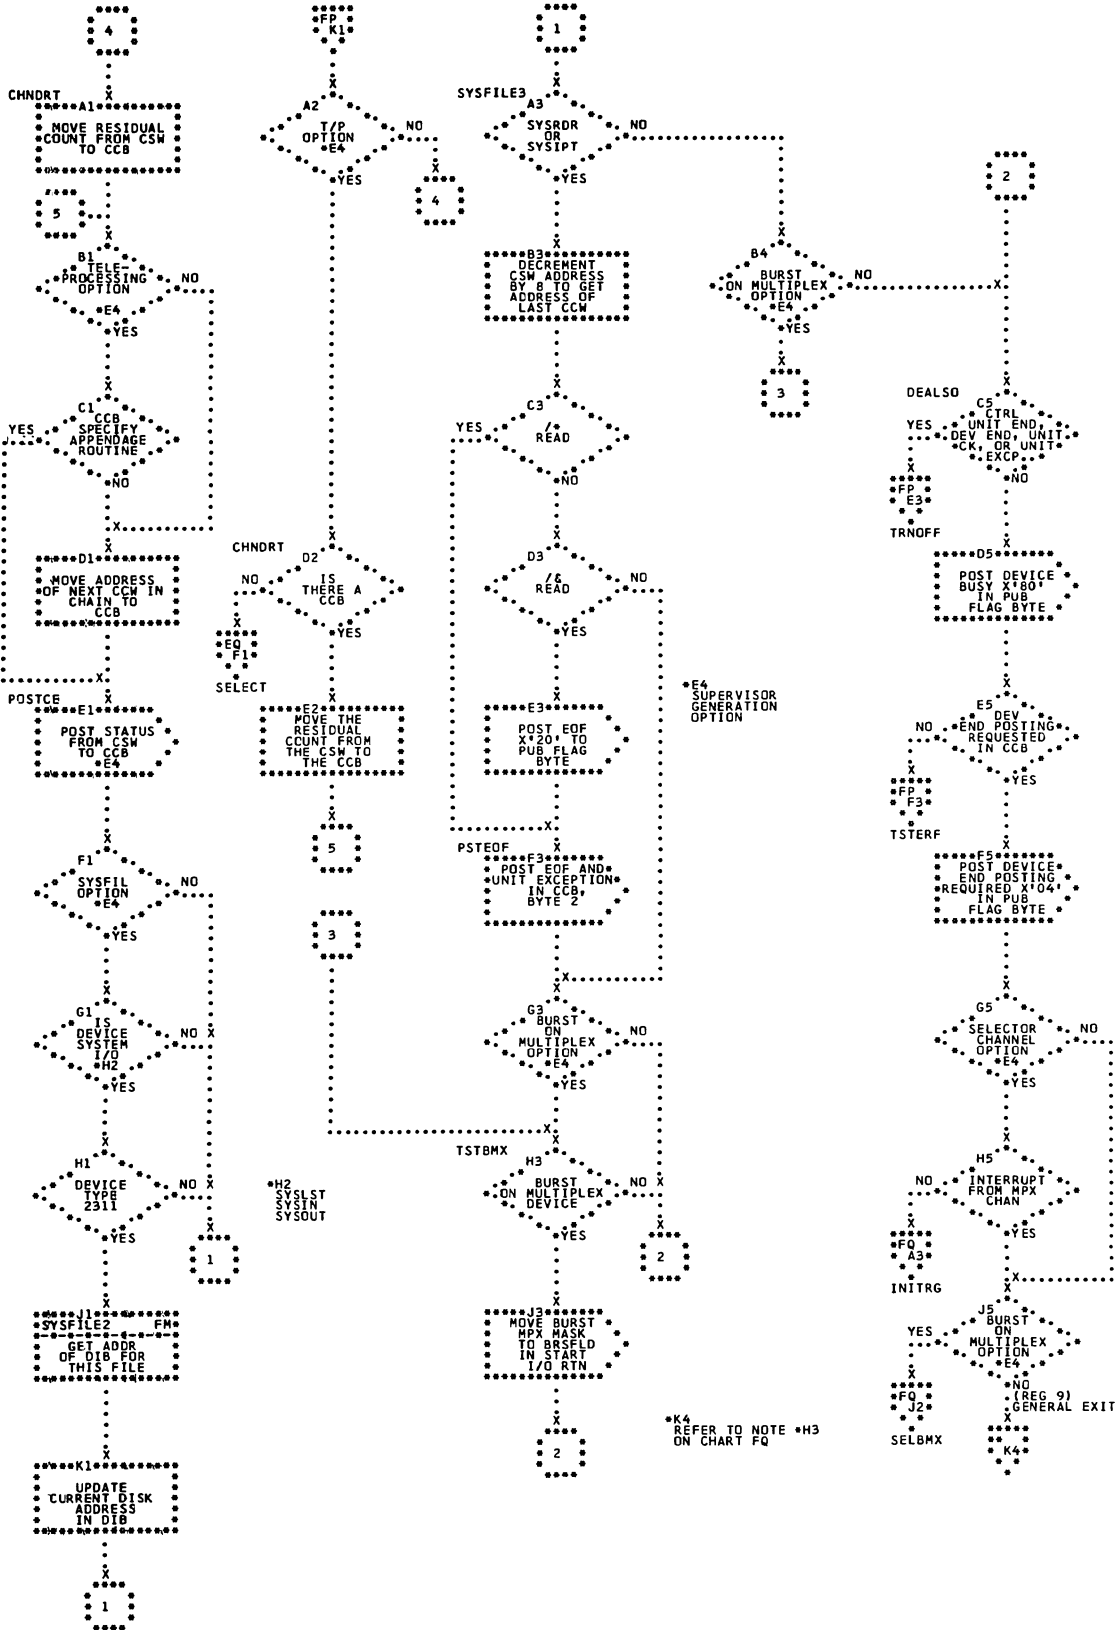 4
CHNDRT
A1
MOVE RESIDUAL
COUNT FROM CSW
TO CCB
5
B1
TELE-
PROCESSING
OPTION
*E4
NO
YES
C1
CCB
SPECIFY
APPENDAGE
ROUTINE
YES
NO
D1
MOVE ADDRESS
OF NEXT CCW IN
CHAIN TO
CCB
POSTCE
E1
POST STATUS
FROM CSW
TO CCB
*E4
F1
SYSFIL
OPTION
*E4
NO
YES
G1
IS
DEVICE
SYSTEM
I/O
*H2
NO
YES
H1
DEVICE
TYPE
2311
NO
YES
1
J1
SYSFILE2 FM
GET ADDR
OF DIB FOR
THIS FILE
K1
UPDATE
CURRENT DISK
ADDRESS
IN DIB
1
FP
K1
A2
T/P
OPTION
*E4
NO
YES
4
CHNDRT
D2
IS
THERE A
CCB
NO
YES
EQ
F1
SELECT
E2
MOVE THE
RESIDUAL
COUNT FROM
THE CSW TO
THE CCB
5
3
*H2
SYSLST
SYSIN
SYSOUT
1
SYSFILE3
A3
SYSRDR
OR
SYSIPT
NO
YES
B3
DECREMENT
CSW ADDRESS
BY 8 TO GET
ADDRESS OF
LAST CCW
C3
/*
READ
YES
NO
D3
/&
READ
NO
YES
E3
POST EOF
X'20' TO
PUB FLAG
BYTE
PSTEOF
F3
POST EOF AND
UNIT EXCEPTION
IN CCB,
BYTE 2
G3
BURST
ON
MULTIPLEX
OPTION
*E4
NO
YES
TSTBMX
H3
BURST
ON MULTIPLEX
DEVICE
NO
YES
2
J3
MOVE BURST
MPX MASK
TO BRSFLD
IN START
I/O RTN
2
B4
BURST
ON MULTIPLEX
OPTION
*E4
NO
YES
3
*E4
SUPERVISOR
GENERATION
OPTION
*K4
REFER TO NOTE *H3
ON CHART FQ
2
DEALSO
C5
CTRL
UNIT END,
DEV END, UNIT
CK, OR UNIT
EXCP
YES
NO
FP
E3
TRNOFF
D5
POST DEVICE
BUSY X'80'
IN PUB
FLAG BYTE
E5
DEV
END POSTING
REQUESTED
IN CCB
NO
YES
FP
F3
TSTERF
F5
POST DEVICE
END POSTING
REQUIRED X'04'
IN PUB
FLAG BYTE
G5
SELECTOR
CHANNEL
OPTION
*E4
NO
YES
H5
INTERRUPT
FROM MPX
CHAN
NO
YES
FQ
A3
INITRG
J5
BURST
ON
MULTIPLEX
OPTION
*E4
YES
NO
(REG 9)
GENERAL EXIT
FQ
J2
SELBMX
K4